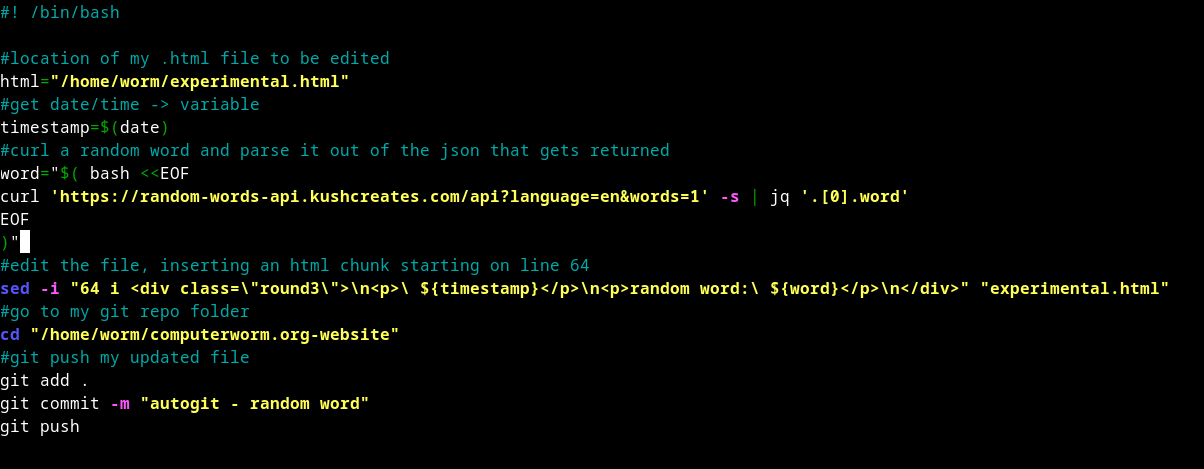 #! /bin/bash
#location of my .html file to be edited
html="/home/worm/experimental.html"
#get date/time -> variable
timestamp=$(date)
#curl a random word and parse it out of the json that gets returned
word="$( bash <<EOF
curl 'https://random-words-api.kushcreates.com/api?language=en&words=1' -s | jq '.[0].word'
EOF
)"
#edit the file, inserting an html chunk starting on line 64
sed -i "64 i <div class=\"round3\">\n<p>\ ${timestamp}</p>\n<p>random word:\ ${word}</p>\n</div>" "experimental.html"
#go to my git repo folder
cd "/home/worm/computerworm.org-website"
#git push my updated file
git add .
git commit -m "autogit - random word"
git push